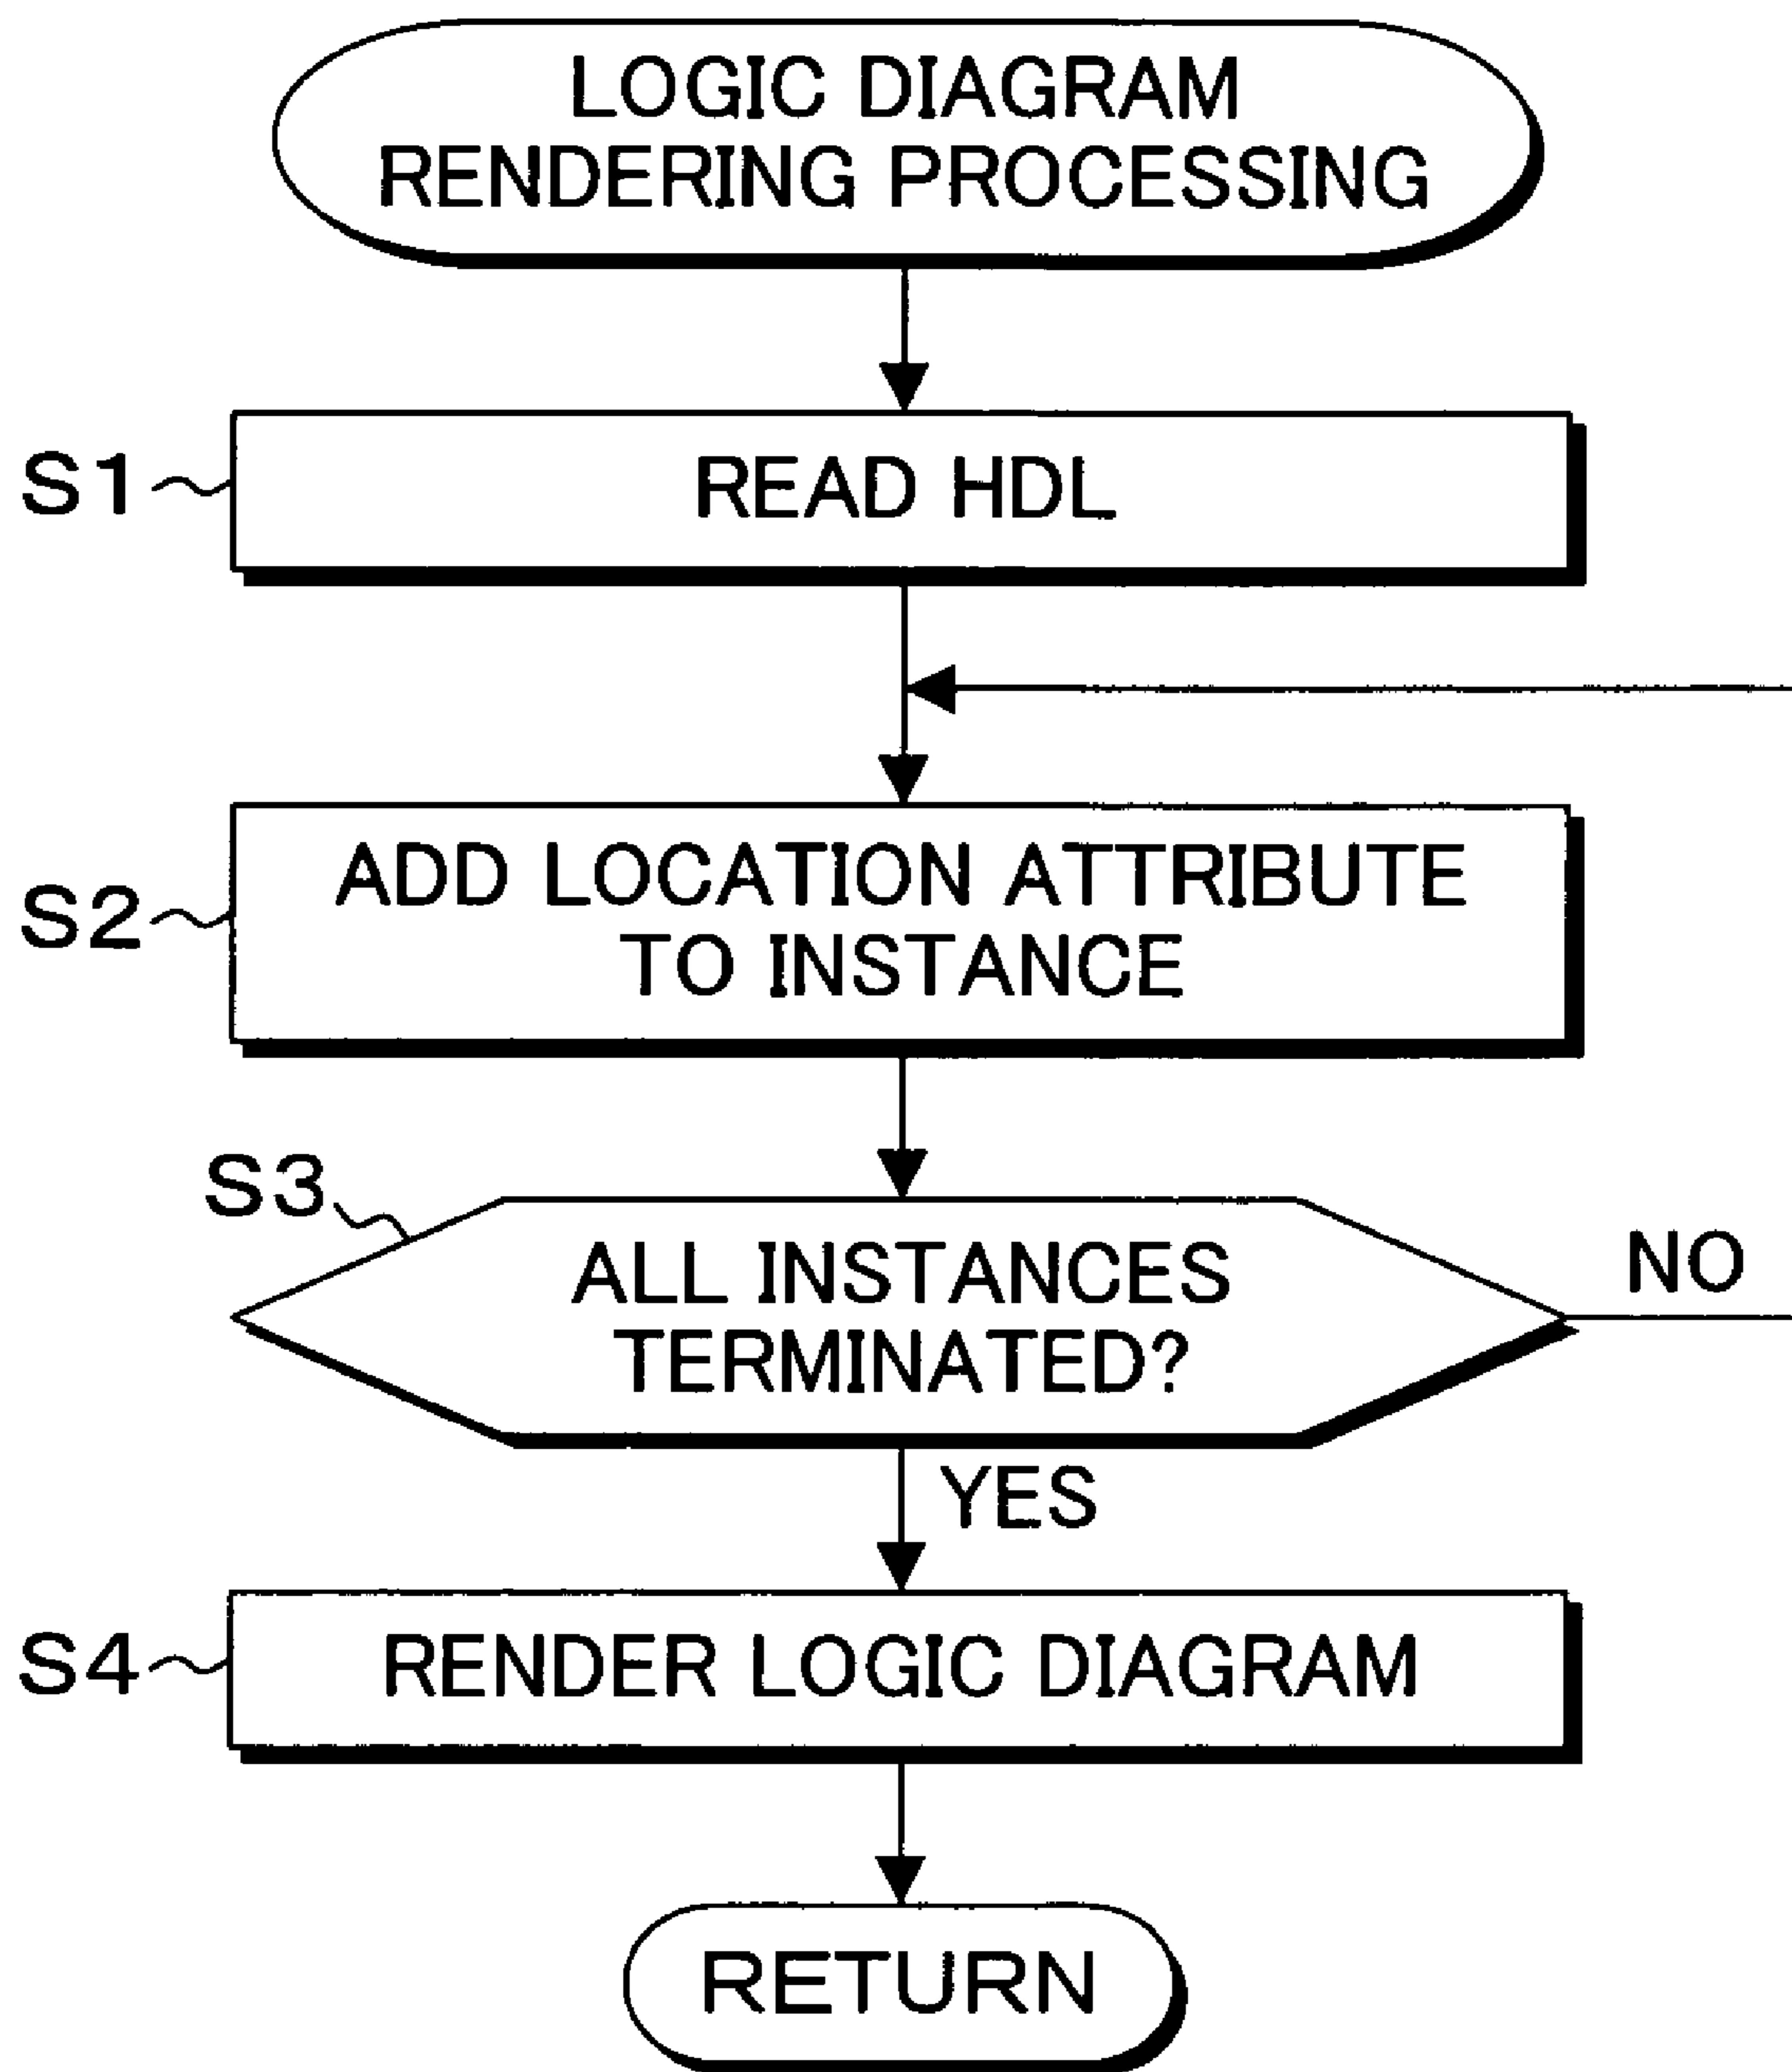 LOGIC DIAGRAM
RENDERING PROCESSING
S1
READ HDL
S2
ADD LOCATION ATTRIBUTE
TO INSTANCE
S3
ALL INSTANCES
TERMINATED?
NO
YES
S4
RENDER LOGIC DIAGRAM
RETURN